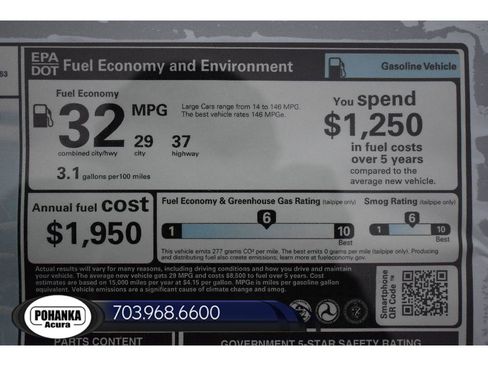 53
EPA
DOT
Fuel Economy and Environment
Gasoline Vehicle
Fuel Economy
32 MPG
29 37
combined city/hwy city highway
3.1 gallons per 100 miles
Large Cars range from 14 to 146 MPG.
The best vehicle rates 146 MPGe.
You spend
$1,250
in fuel costs
over 5 years
compared to the
average new vehicle.
Annual fuel cost
$1,950
Fuel Economy & Greenhouse Gas Rating (tailpipe only)
1 6 10
Best
Smog Rating (tailpipe only)
1 6 10
Best
This vehicle emits 277 grams CO2 per mile. The best emits 0 grams per mile (tailpipe only). Producing
and distributing fuel also create emissions; learn more at fueleconomy.gov.
Actual results will vary for many reasons, including driving conditions and how you drive and maintain
your vehicle. The average new vehicle gets 29 MPG and costs $8,500 to fuel over 5 years. Cost
estimates are based on 15,000 miles per year at $4.15 per gallon. MPGe is miles per gasoline gallon
equivalent. Vehicle emissions are a significant cause of climate change and smog.
Smartphone
QR Code™
POHANKA
Acura
703.968.6600
PARTS CONTENT
GOVERNMENT 5-STAR SAFETY RATING